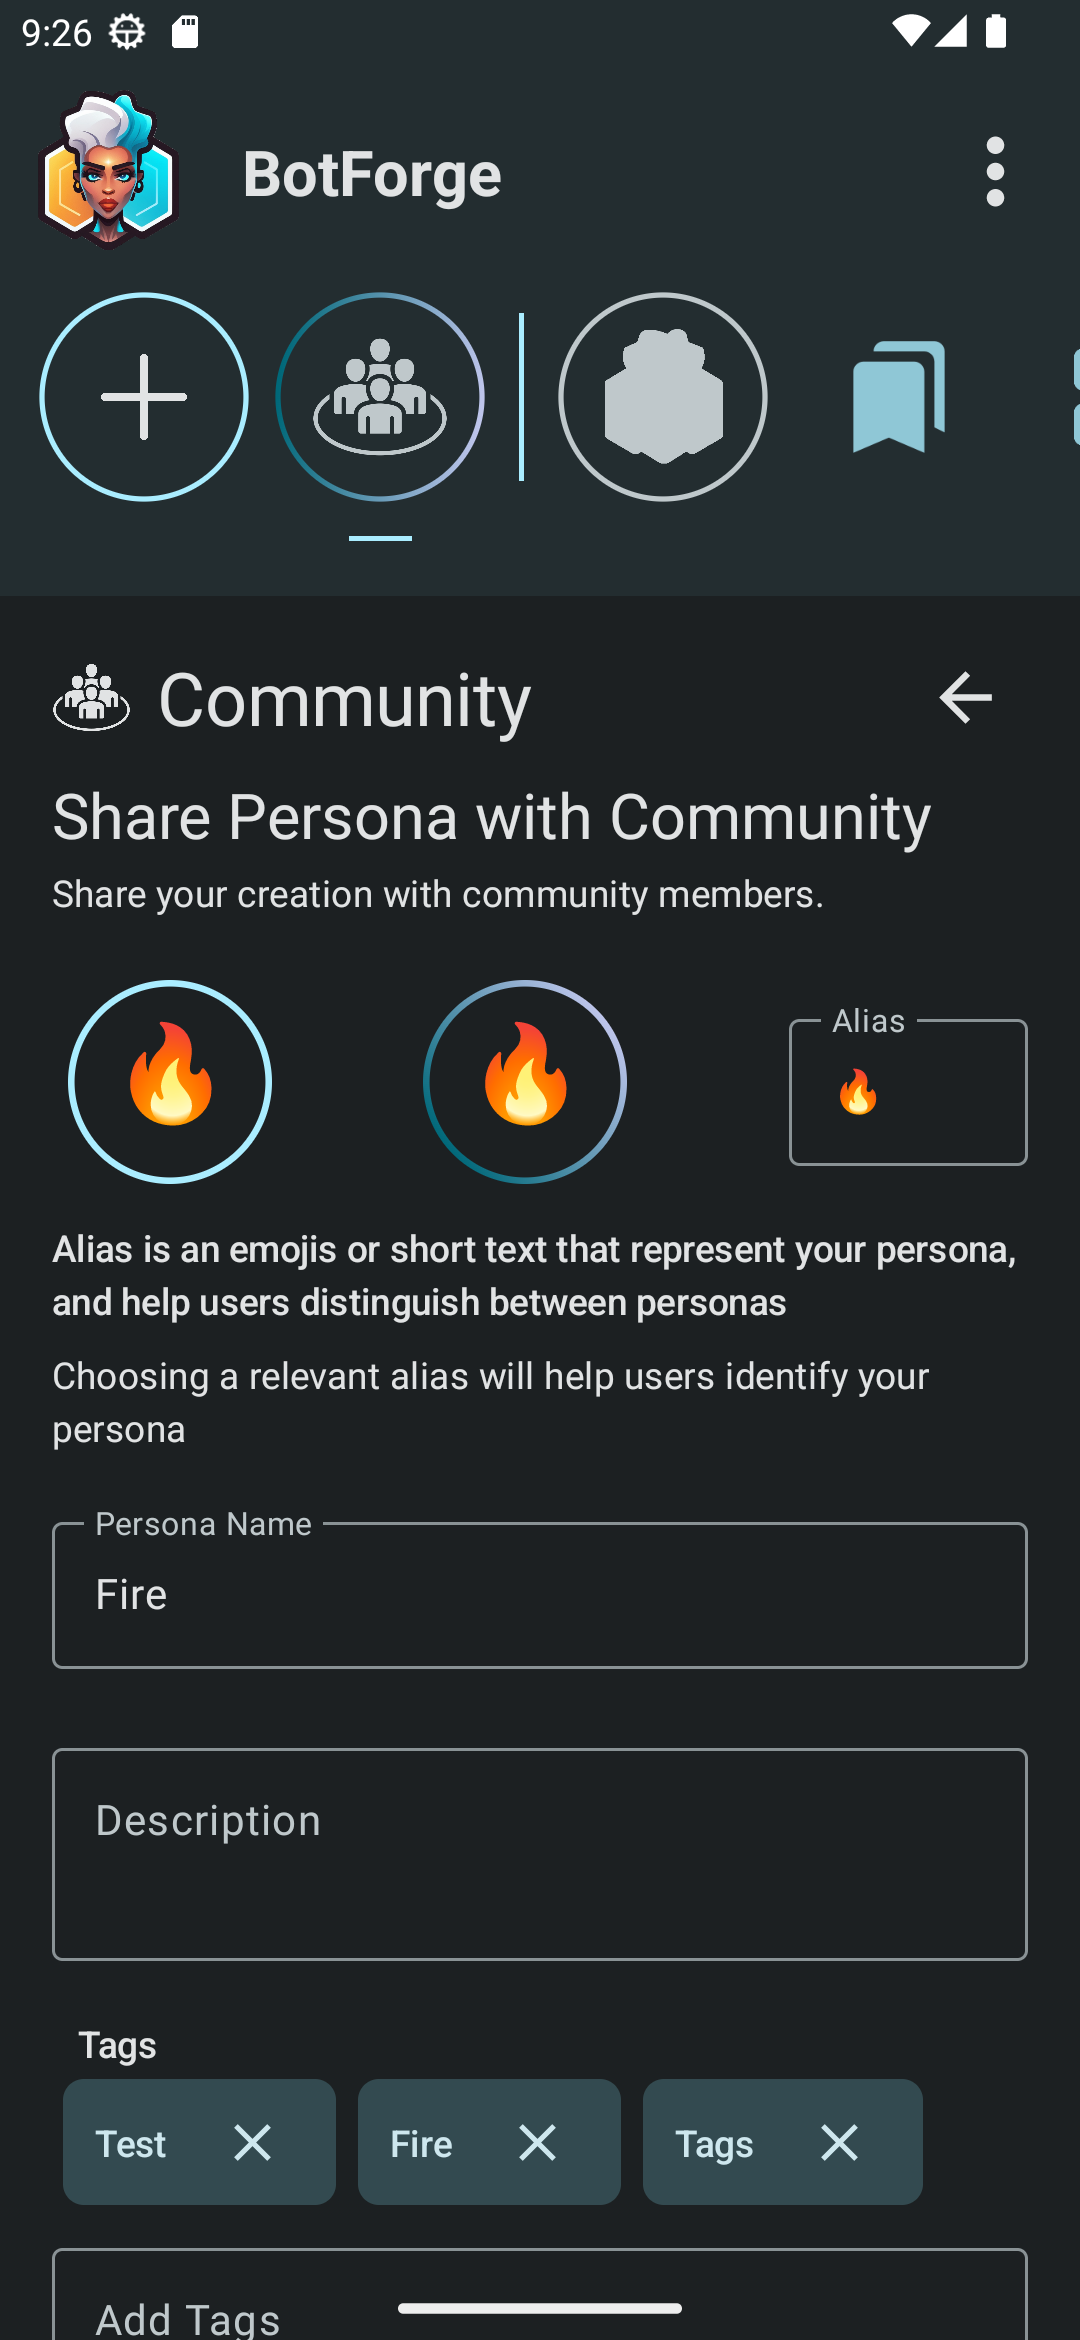 9:26
BotForge
Community
Share Persona with Community
Share your creation with community members.
Alias
🔥
🔥
🔥
Alias is an emojis or short text that represent your persona,
and help users distinguish between personas
Choosing a relevant alias will help users identify your
persona
Persona Name
Fire
Description
Tags
Test
Fire
Tags
Add Tags